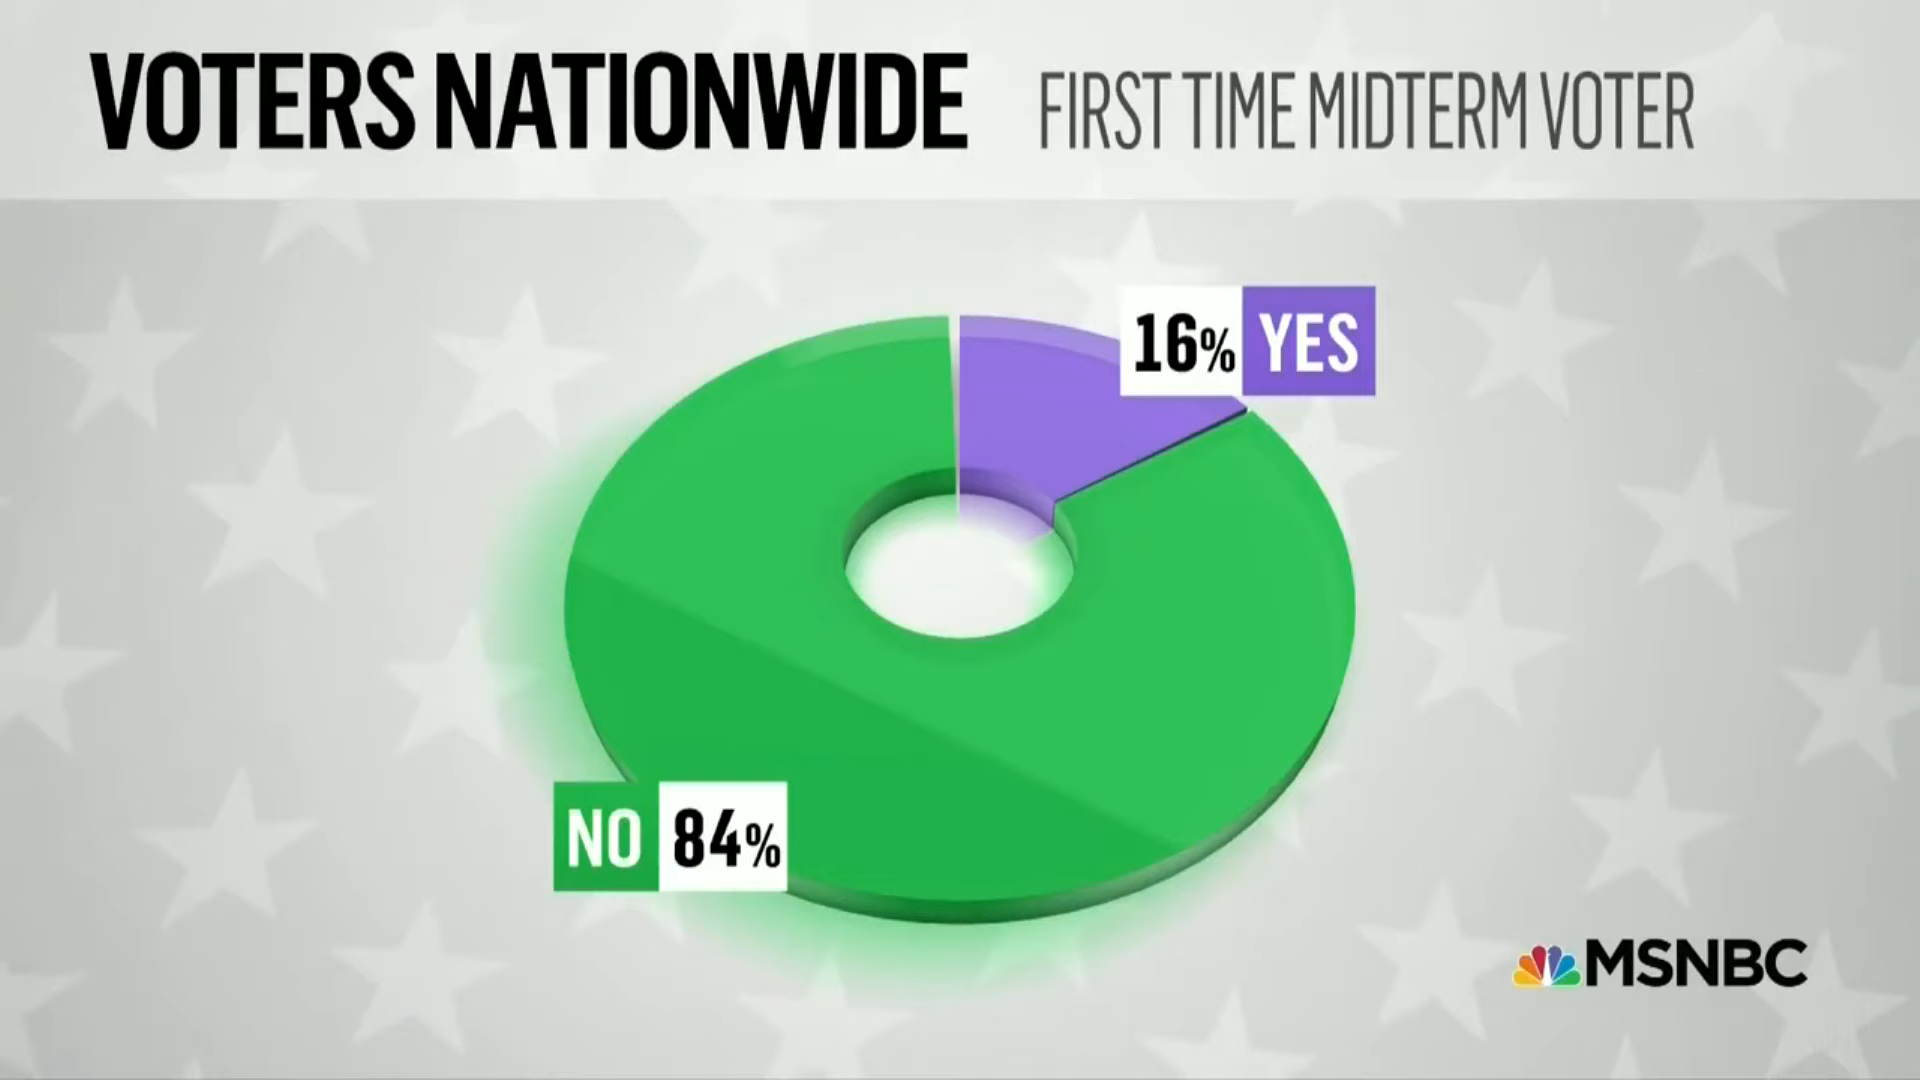 VOTERS NATIONWIDE FIRST TIME MIDTERM VOTER
16% YES
NO 84%
MSNBC